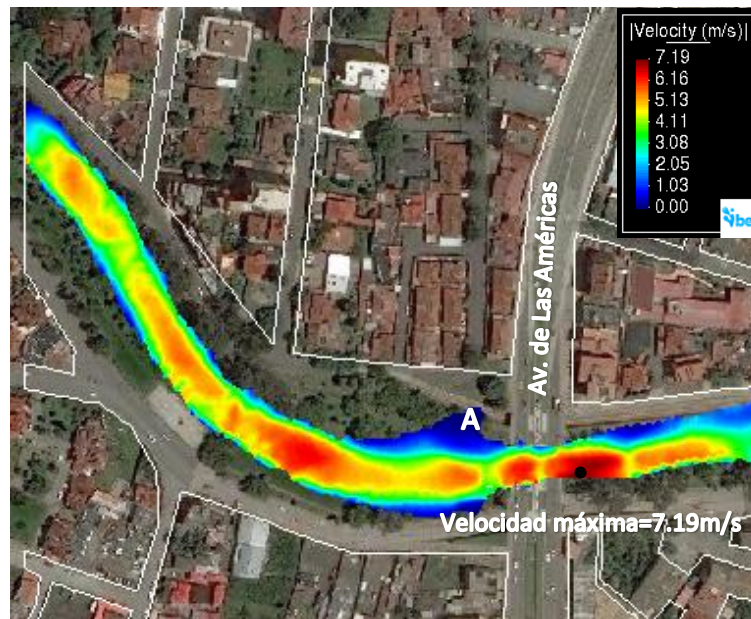 |Velocity (m/s)|
7.19
6.16
5.13
4.11
3.08
2.05
1.03
0.00
Av. de Las Américas
A
Velocidad máxima=7.19m/s